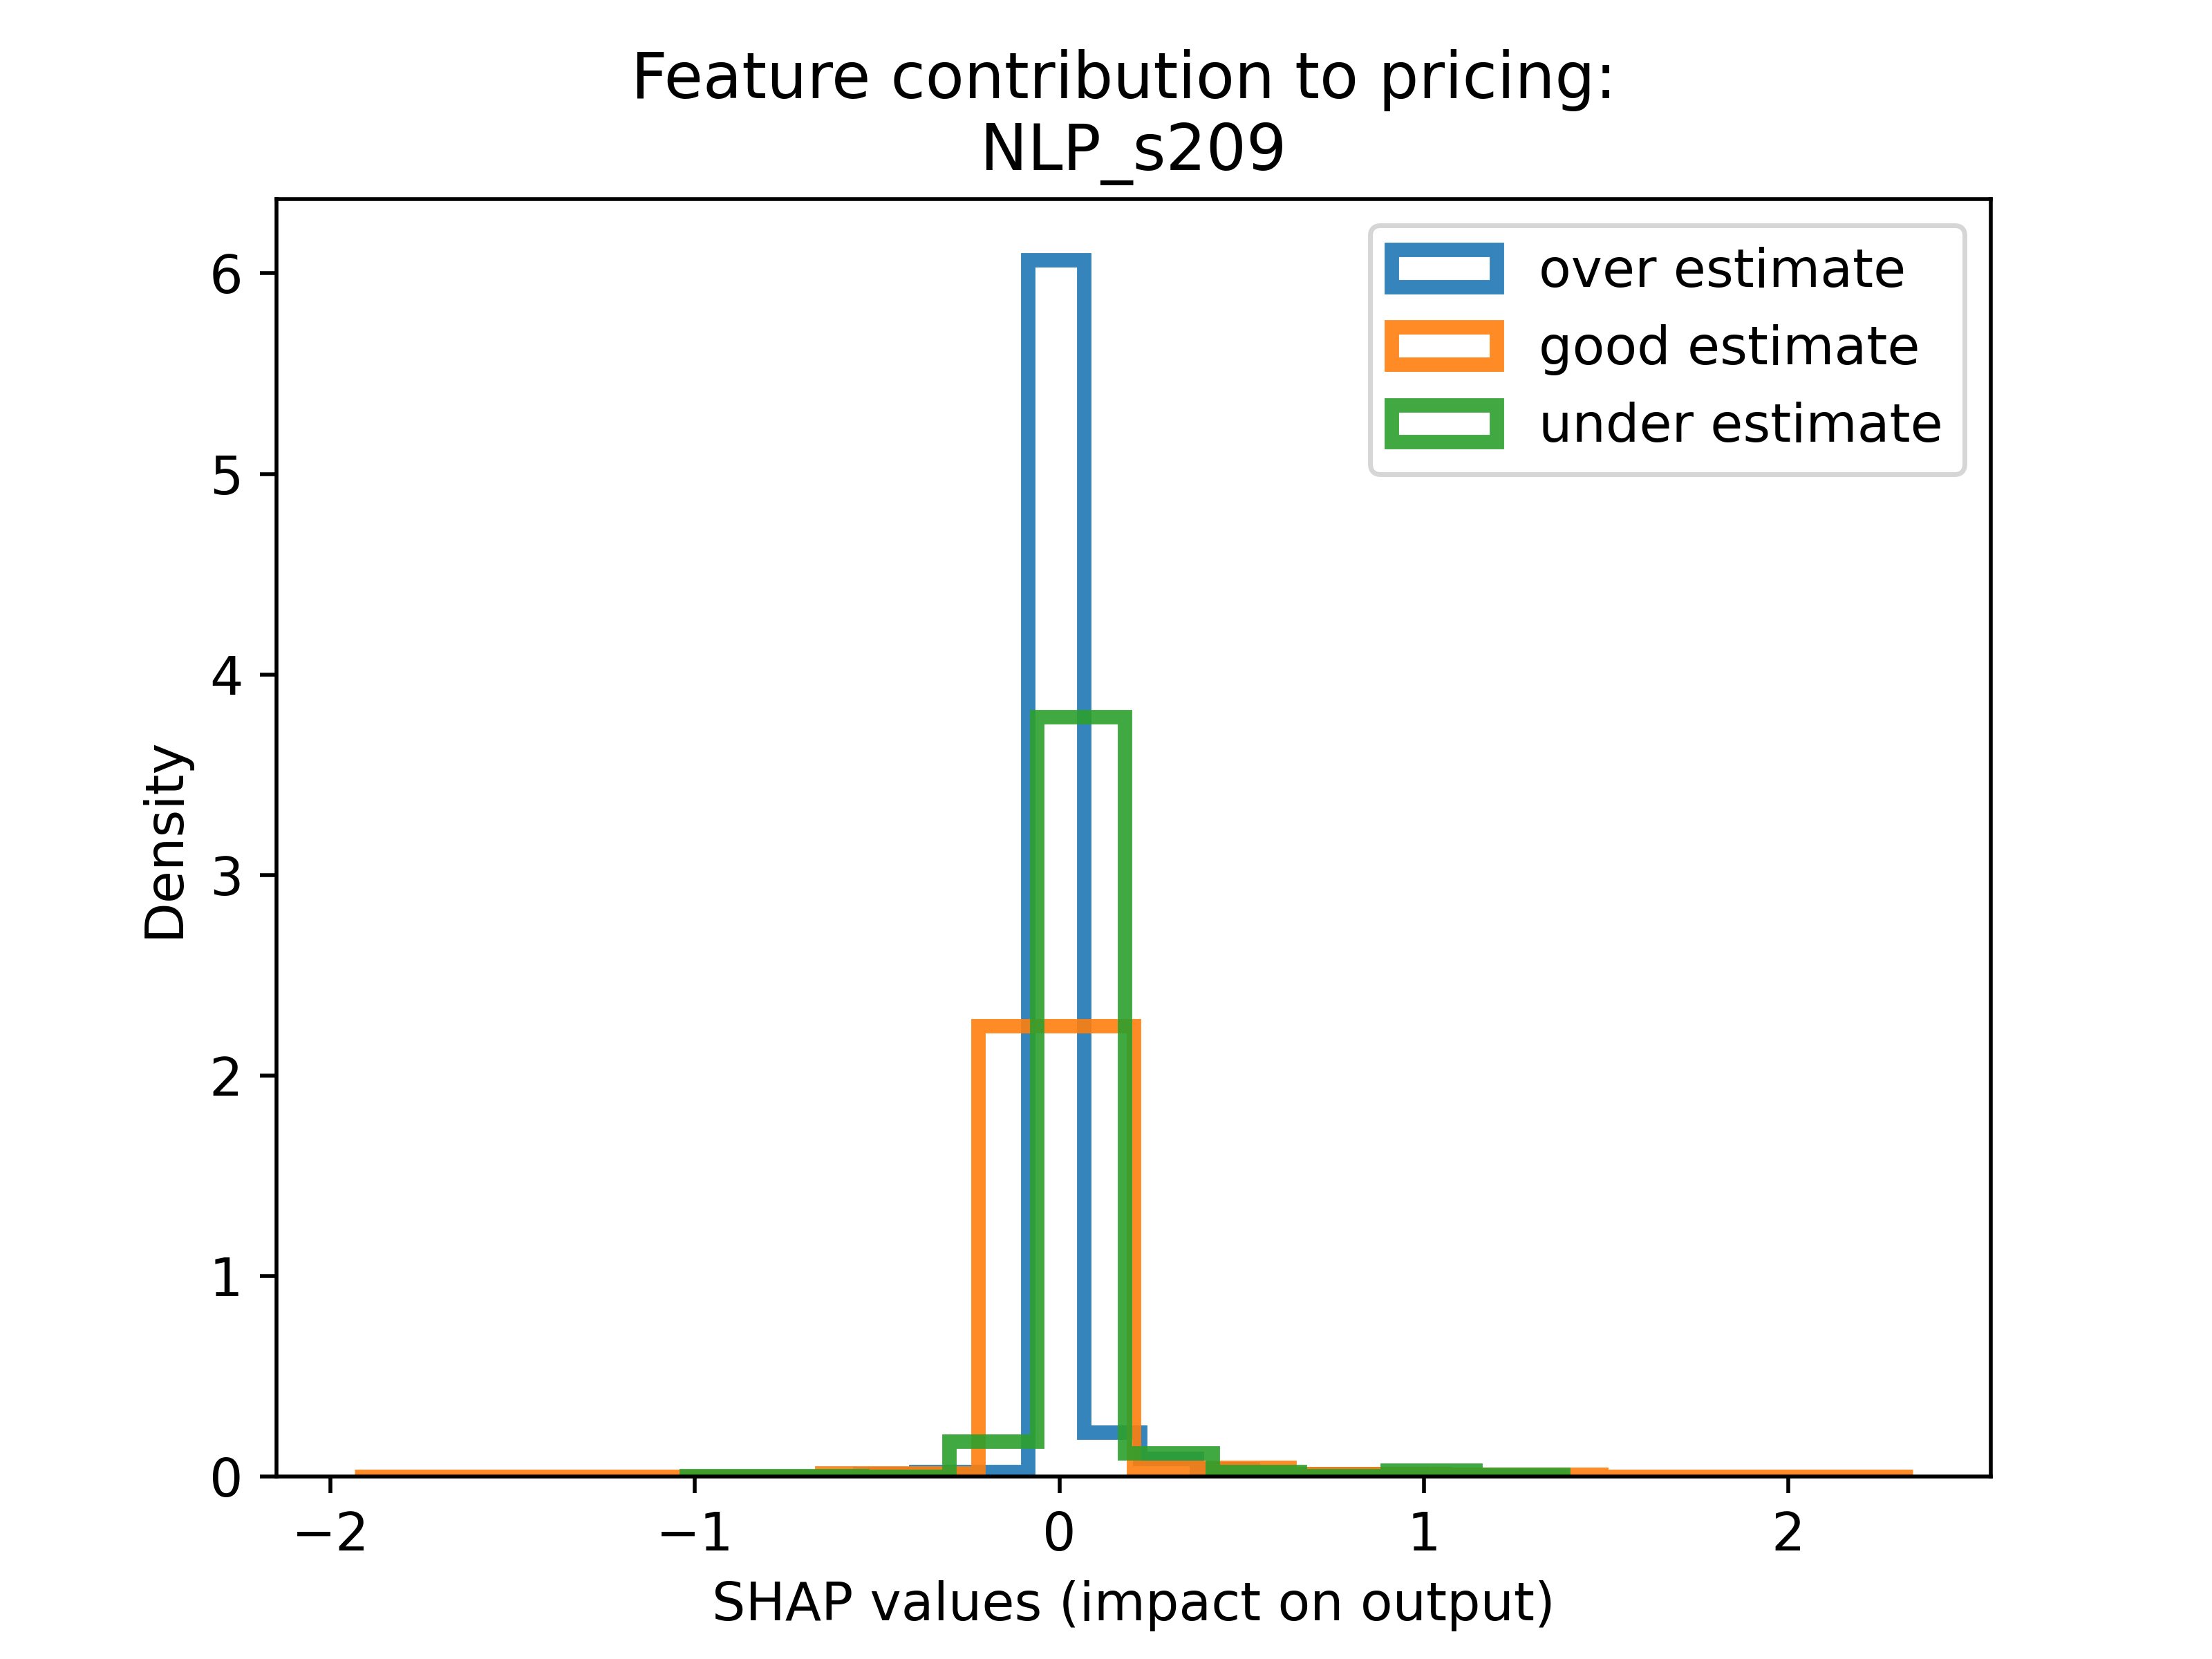 Feature contribution to pricing:
NLP_s209
over estimate
good estimate
under estimate
Density
6
5
4
3
2
1
0
−2
−1
0
1
2
SHAP values (impact on output)